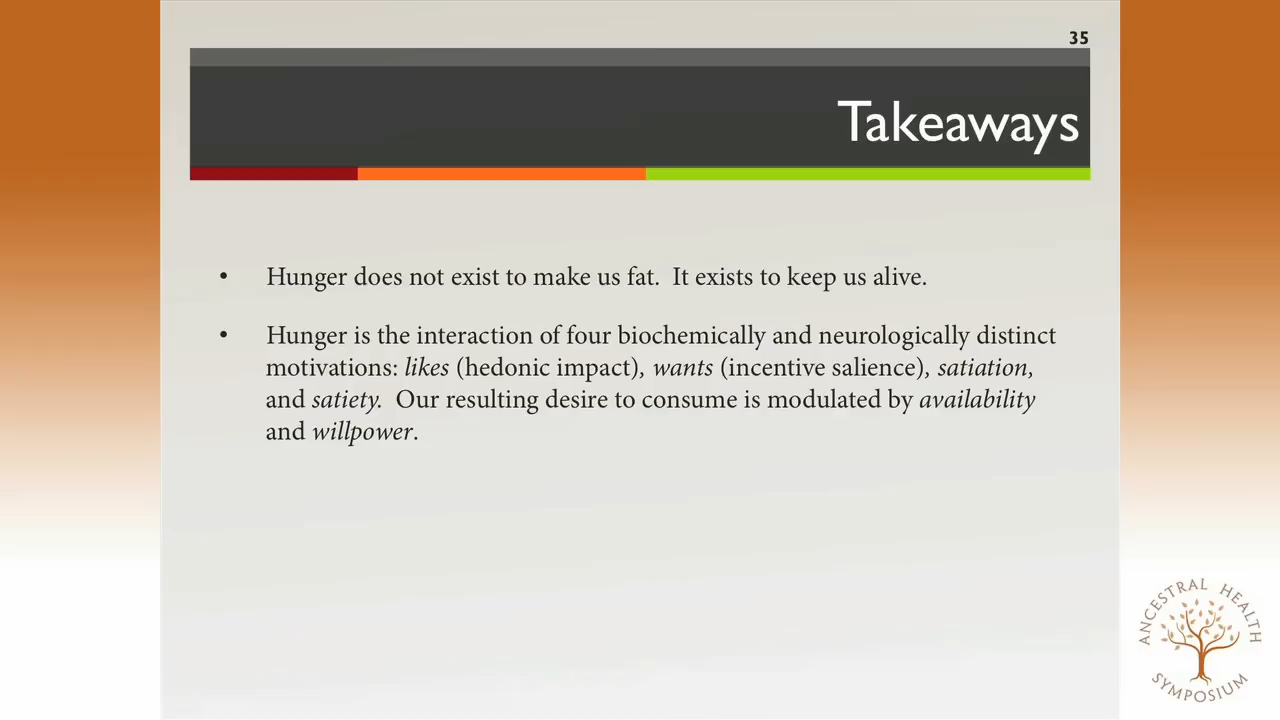 35
Takeaways
• Hunger does not exist to make us fat.  It exists to keep us alive.
• Hunger is the interaction of four biochemically and neurologically distinct
motivations: likes (hedonic impact), wants (incentive salience), satiation,
and satiety.  Our resulting desire to consume is modulated by availability
and willpower.
ANCESTRAL HEALTH
SYMPOSIUM